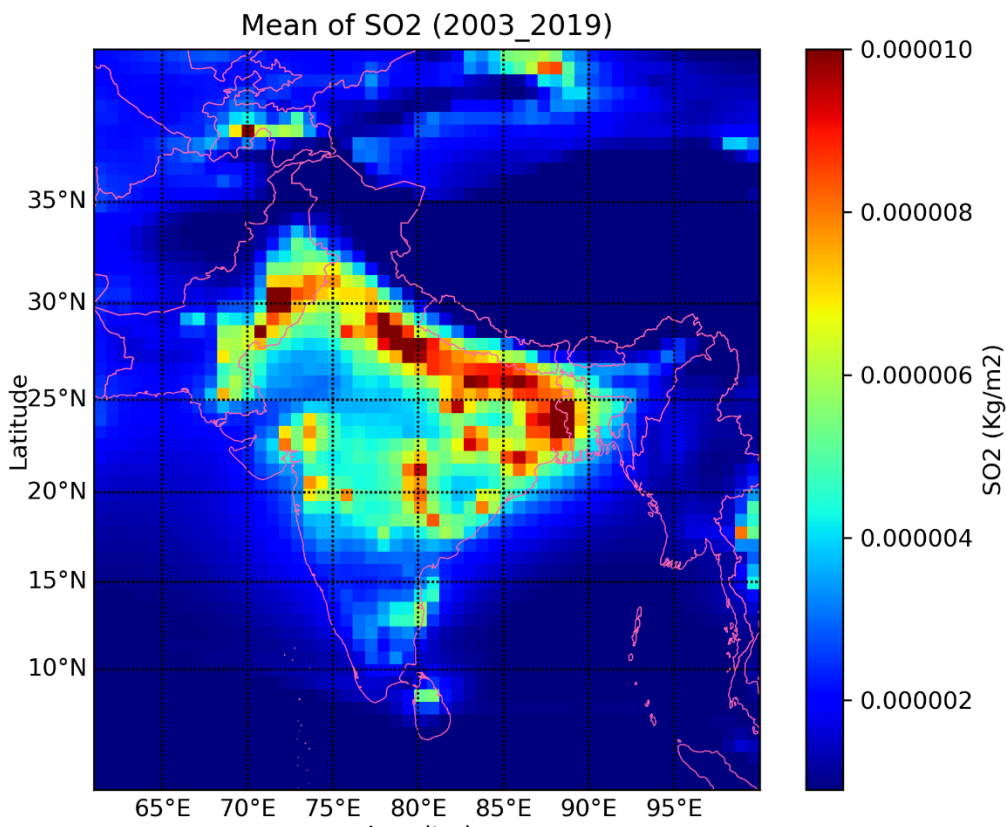 Mean of SO2 (2003_2019)
35°N
30°N
25°N
20°N
15°N
10°N
Latitude
65°E 70°E 75°E 80°E 85°E 90°E 95°E
0.000010
0.000008
0.000006
0.000004
0.000002
SO2 (Kg/m2)